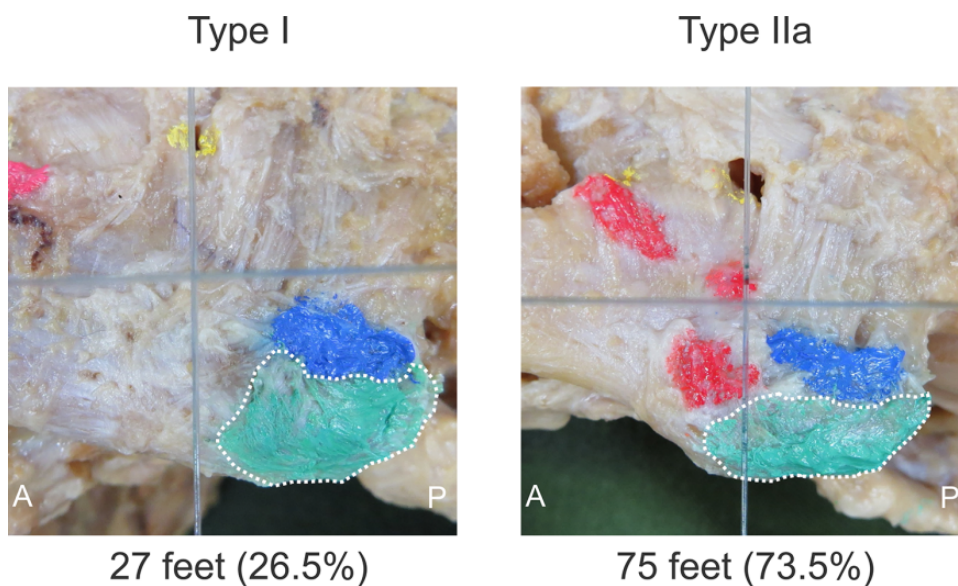 Type I
Type IIa
A
P
A
P
27 feet (26.5%)
75 feet (73.5%)